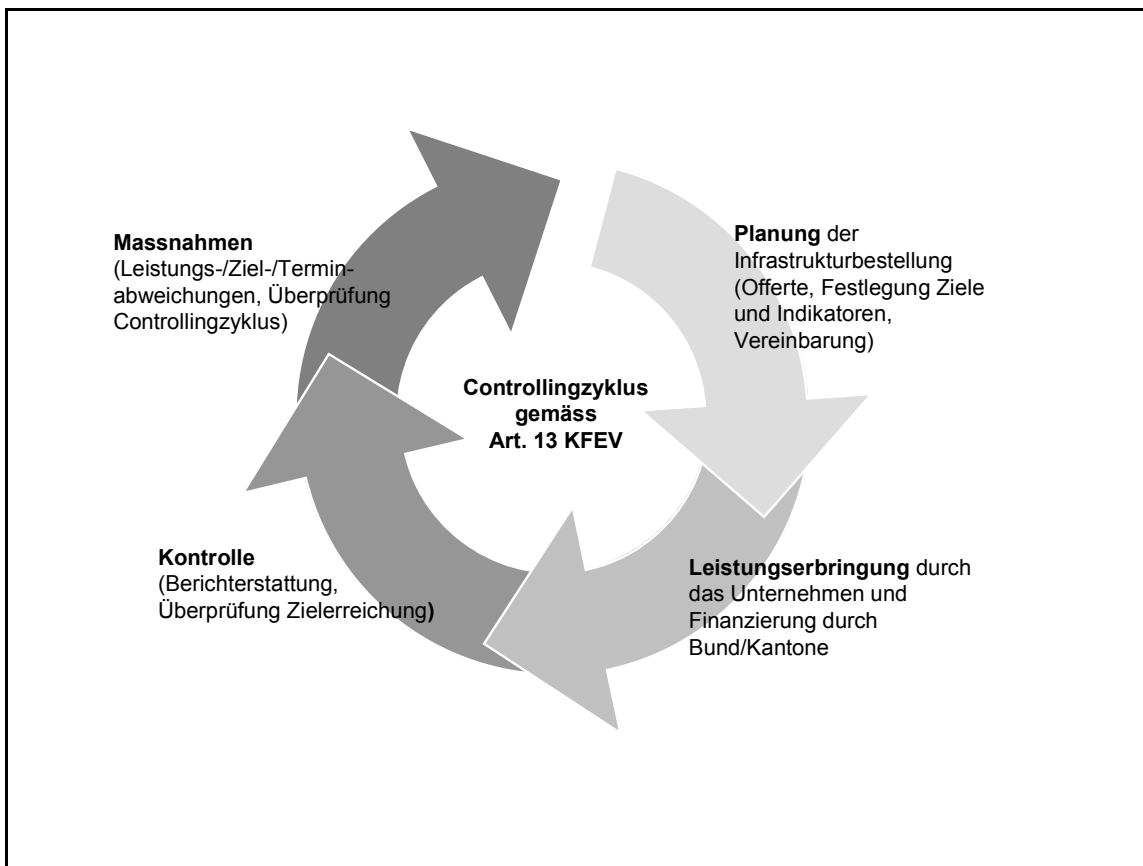 Massnahmen
(Leistungs-/Ziel-/Termin-
abweichungen, Überprüfung
Controllingzyklus)
Planung der
Infrastrukturbestellung
(Offerte, Festlegung Ziele
und Indikatoren,
Vereinbarung)
Controllingzyklus
gemäss
Art. 13 KFEV
Kontrolle
(Berichterstattung,
Überprüfung Zielerreichung)
Leistungserbringung durch
das Unternehmen und
Finanzierung durch
Bund/Kantone